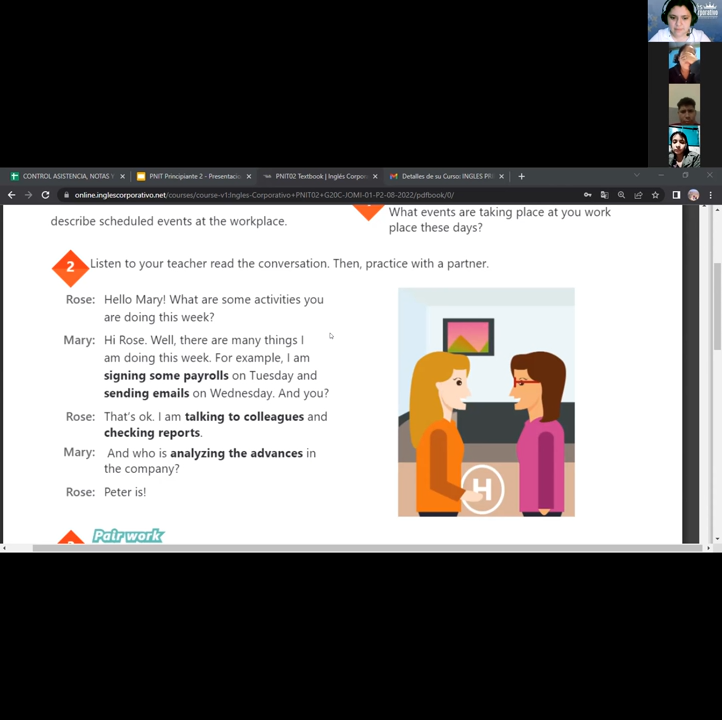 orporativo
CONTROL ASISTENCIA, NOTAS Y
PNIT Principiante 2 - Presentacio
PNIT02 Textbook | Inglés Corpor
Detalles de su Curso: INGLES PR
online.inglescorporativo.net/courses/course-v1:Ingles-Corporativo+PNIT02+G20C-JOMI-01-P2-08-2022/pdfbook/0/
describe scheduled events at the workplace.
What events are taking place at you work
place these days?
2 Listen to your teacher read the conversation. Then, practice with a partner.
Rose: Hello Mary! What are some activities you
are doing this week?
Mary: Hi Rose. Well, there are many things I
am doing this week. For example, I am
signing some payrolls on Tuesday and
sending emails on Wednesday. And you?
Rose: That's ok. I am talking to colleagues and
checking reports.
Mary: And who is analyzing the advances in
the company?
Rose: Peter is!
H
Pair work